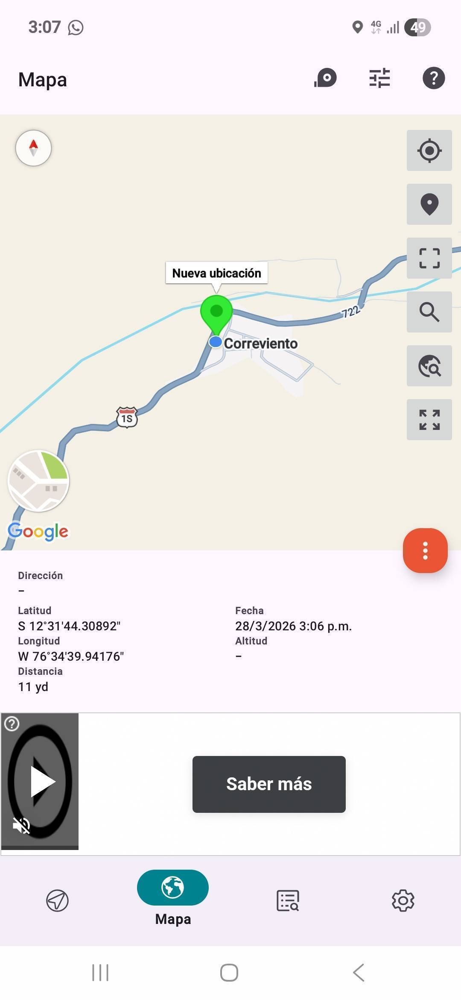 3:07
4G
49
Mapa
Nueva ubicación
722
Correviento
1S
Google
Dirección
–
Latitud
S 12°31'44.30892"
Fecha
28/3/2026 3:06 p.m.
Longitud
W 76°34'39.94176"
Altitud
–
Distancia
11 yd
Saber más
Mapa